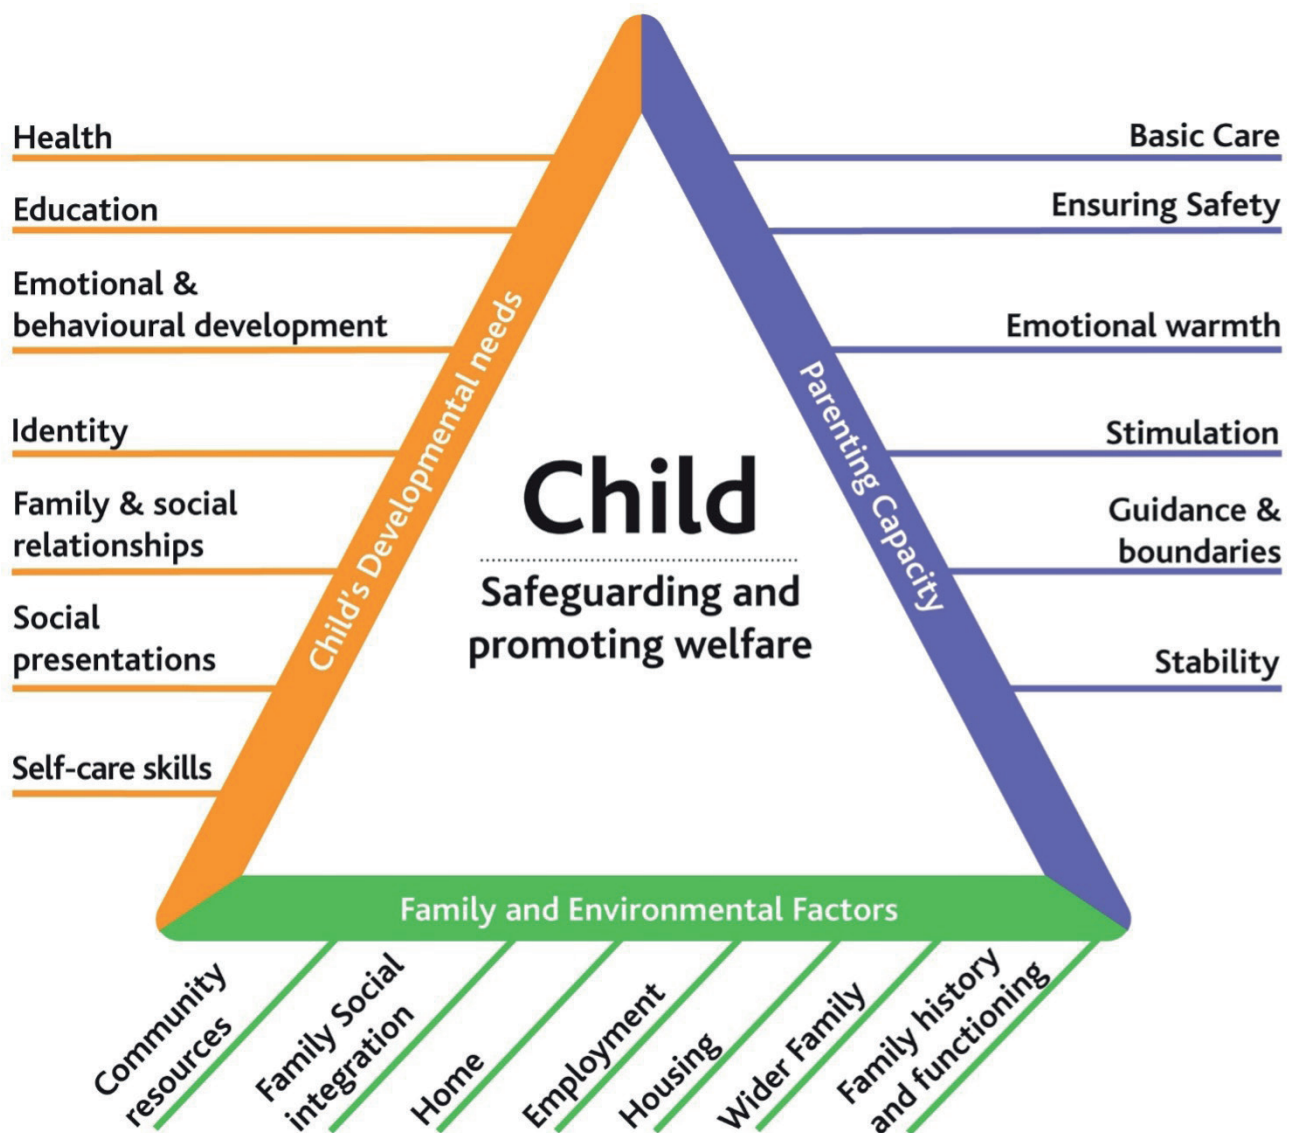 Health
Education
Emotional &
behavioural development
Identity
Family & social
relationships
Social
presentations
Self-care skills
Child's Developmental needs
Child
Safeguarding and
promoting welfare
Parenting Capacity
Basic Care
Ensuring Safety
Emotional warmth
Stimulation
Guidance &
boundaries
Stability
Family and Environmental Factors
Community
resources
Family Social
integration
Home
Employment
Housing
Wider Family
Family history
and functioning